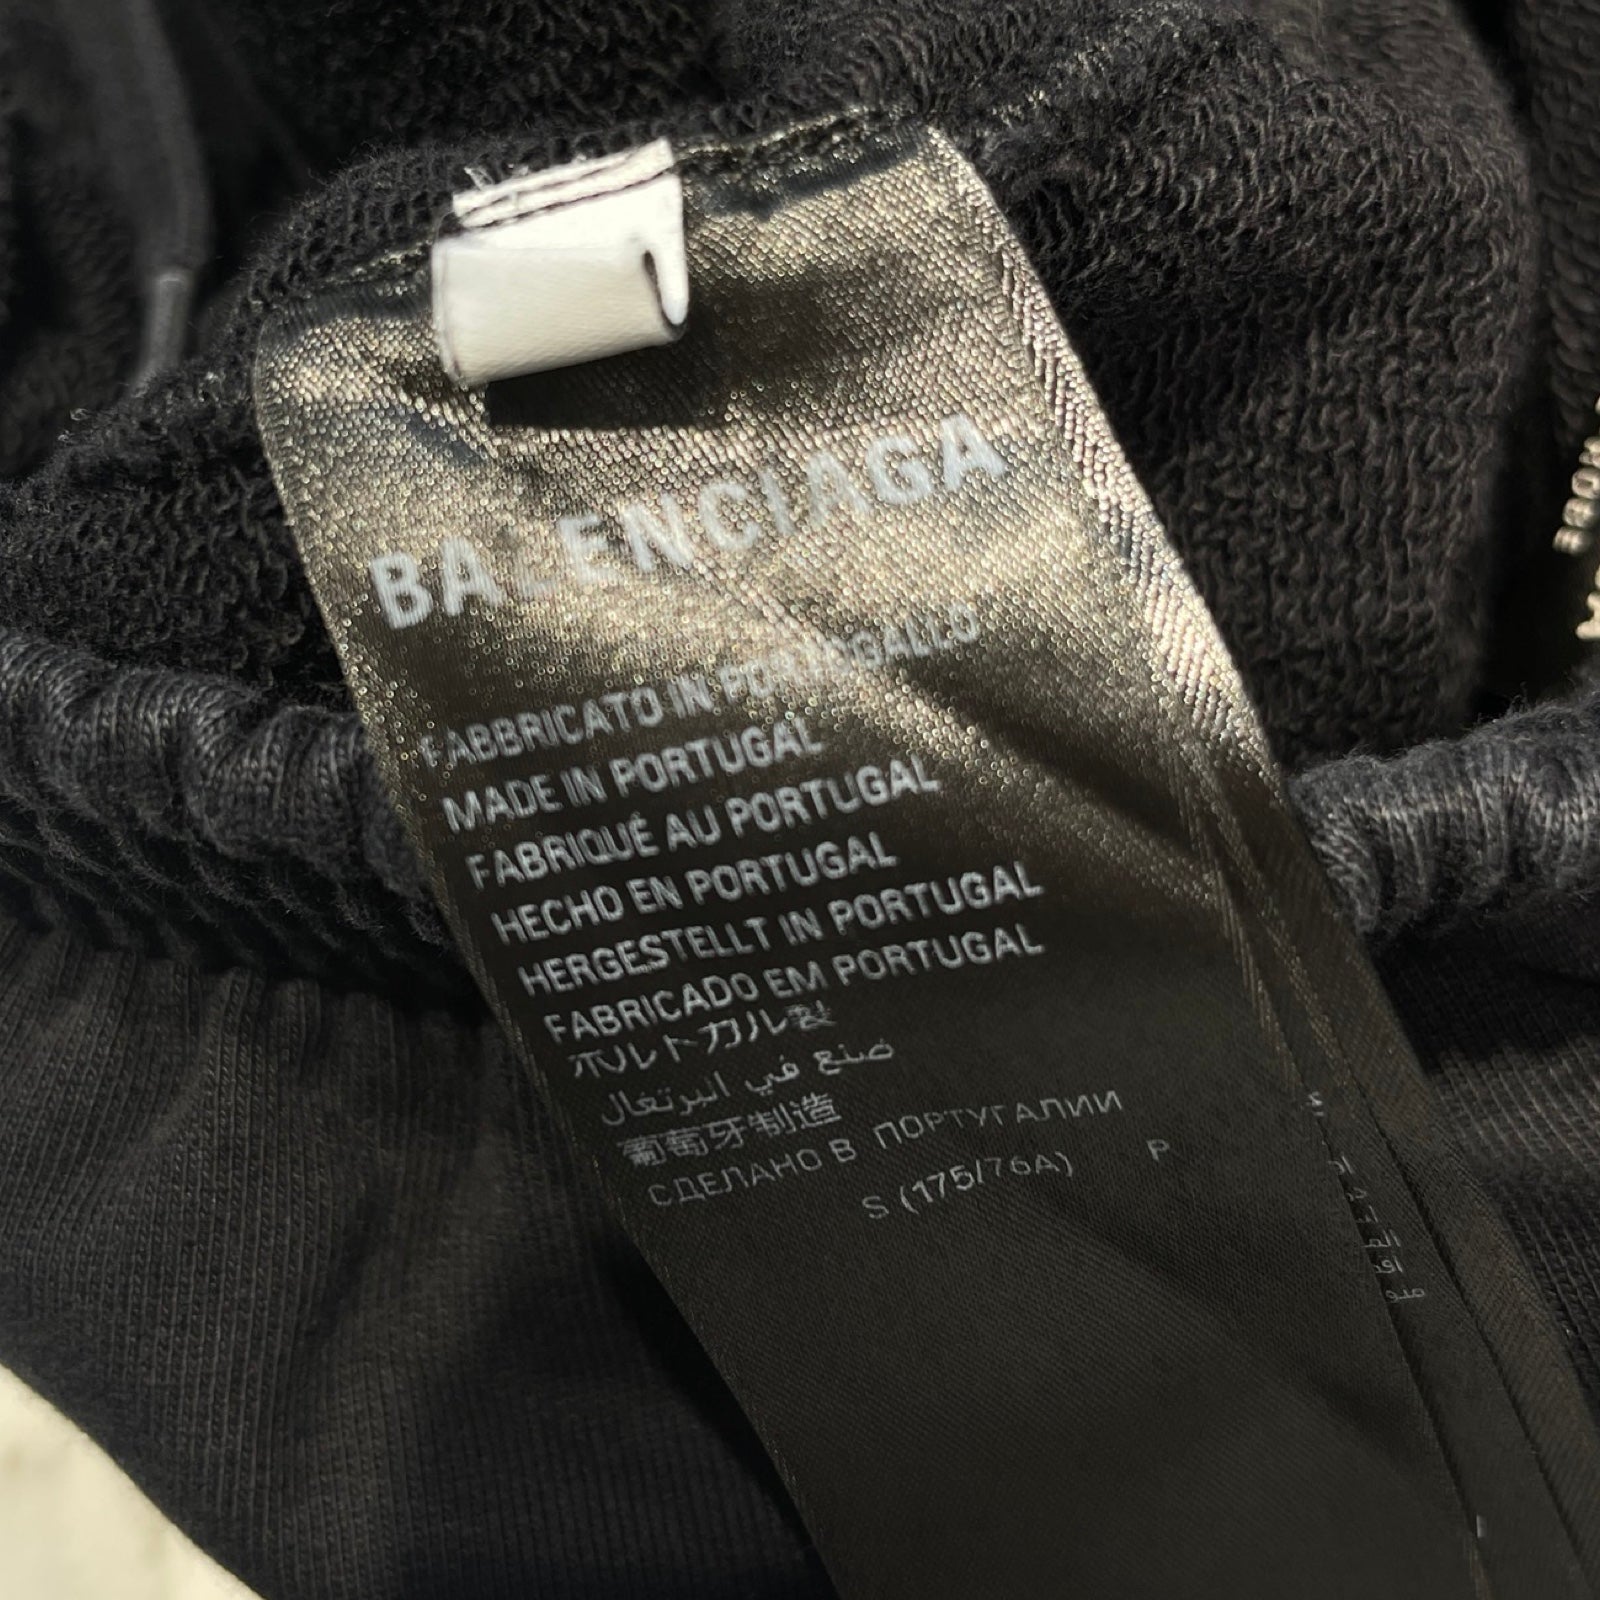 BALENCIAGA
FABBRICATO IN PORTOGALLO
MADE IN PORTUGAL
FABRIQUÉ AU PORTUGAL
HECHO EN PORTUGAL
HERGESTELLT IN PORTUGAL
FABRICADO EM PORTUGAL
ポルトガル製
صنع في البرتغال
葡萄牙制造
СДЕЛАНО В ПОРТУГАЛИИ
S (175/76A) P